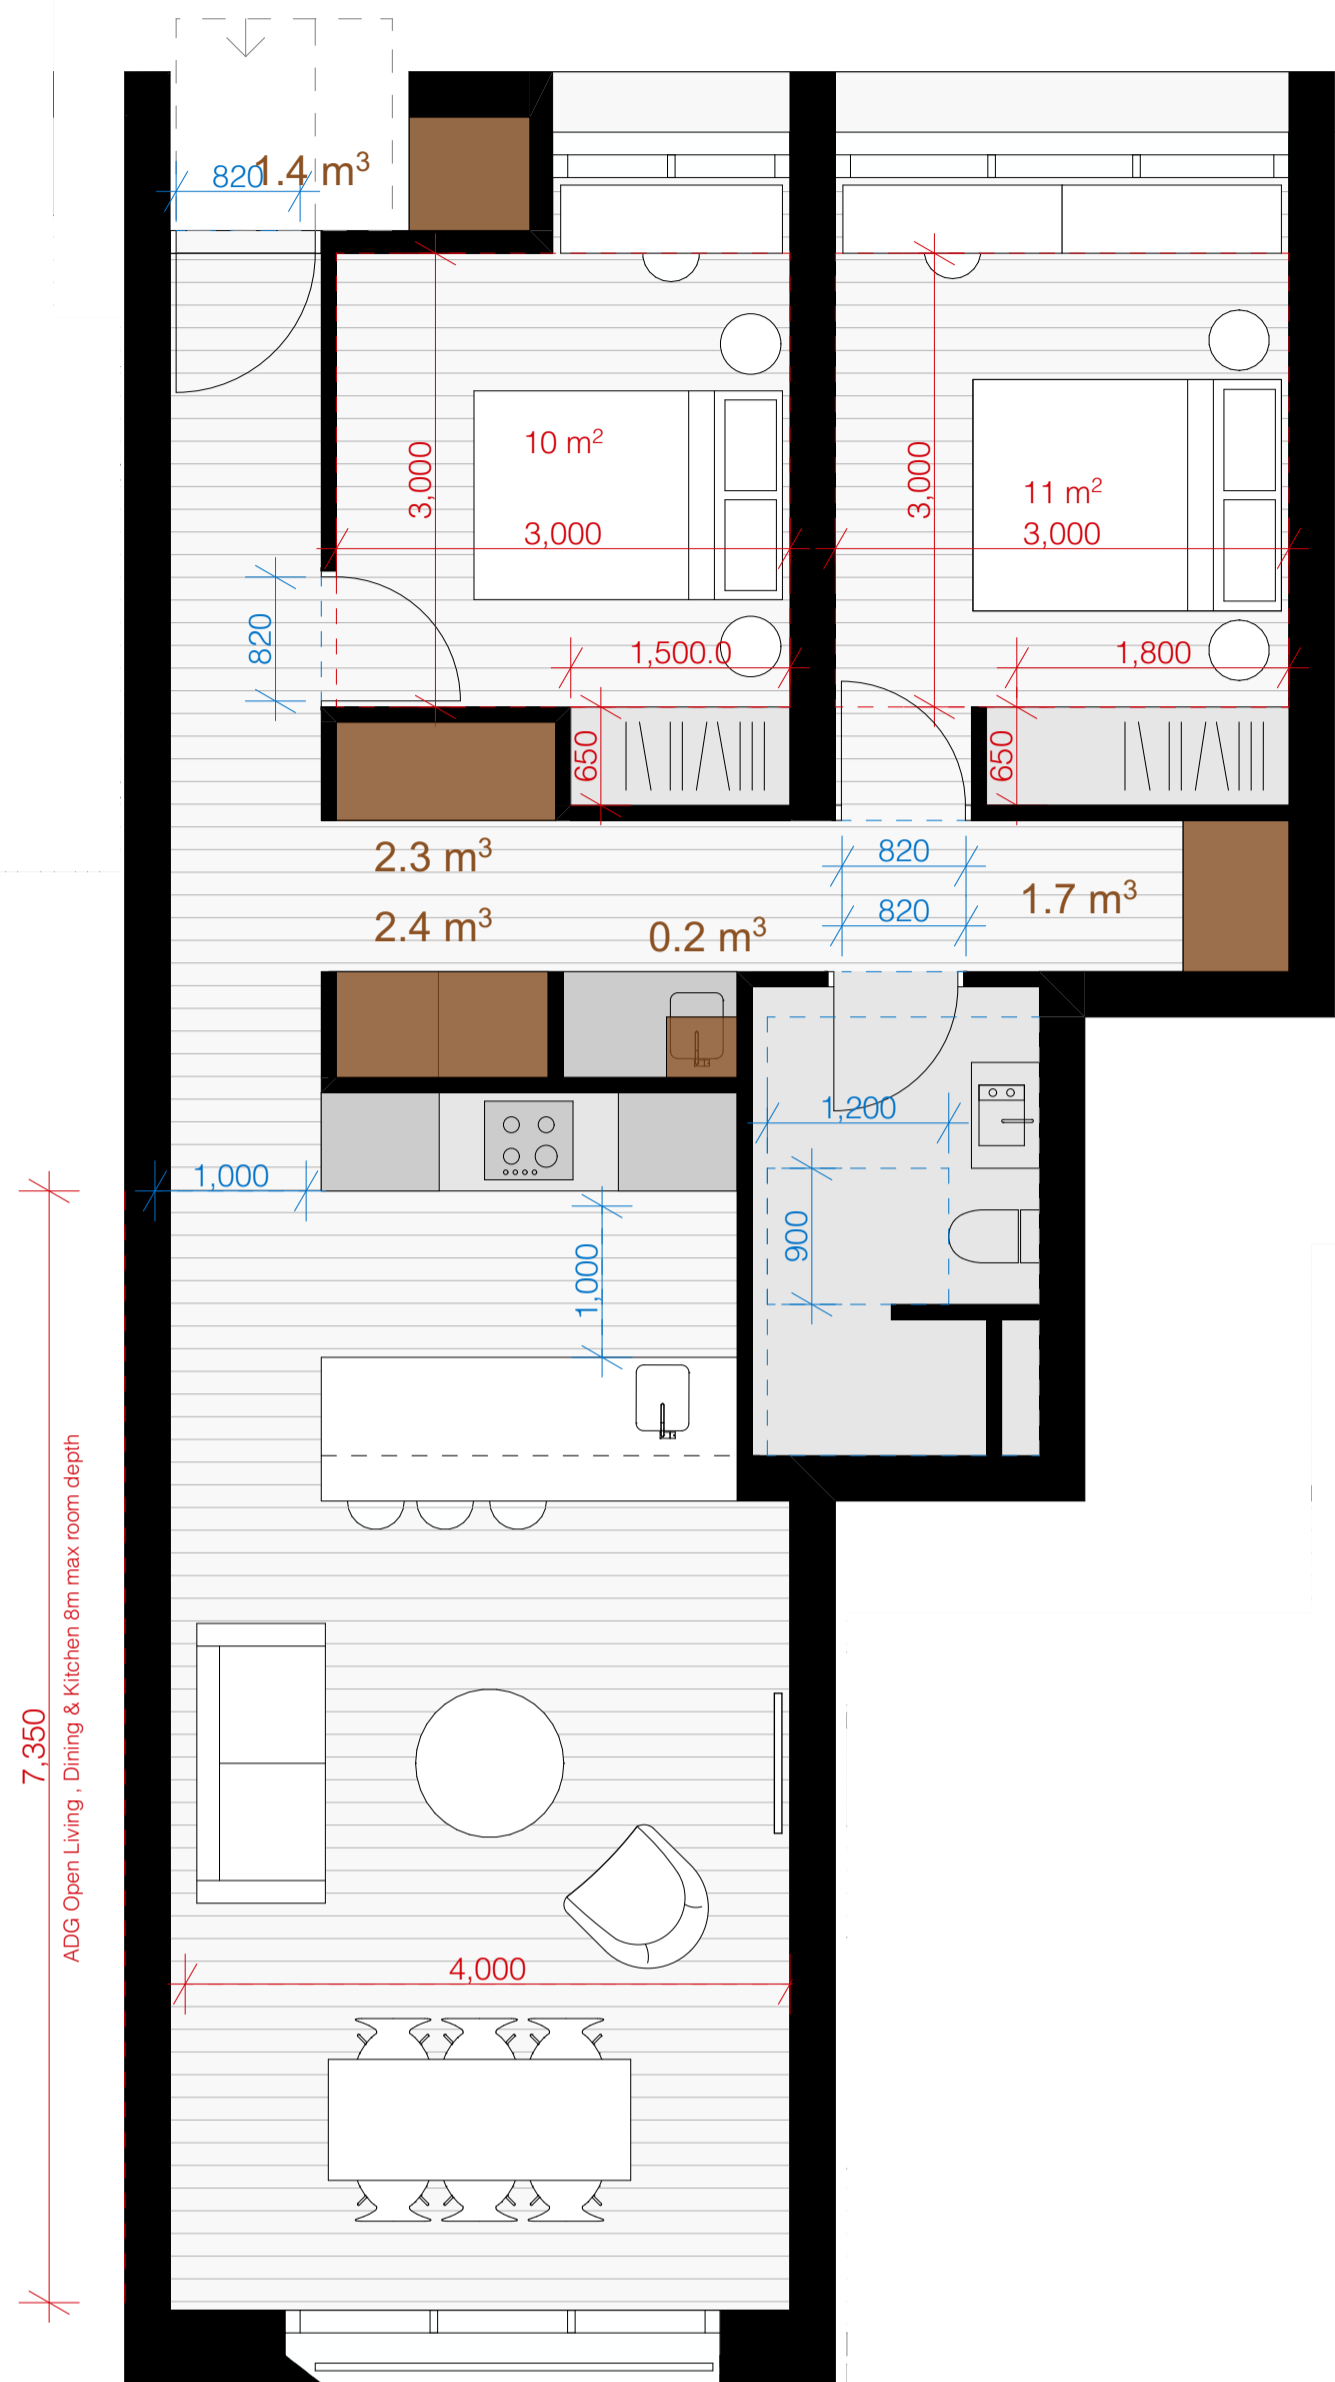 820
1.4 m³
3,000
10 m²
3,000
3,000
11 m²
3,000
820
1,500.0
1,800
650
650
2.3 m³
820
1.7 m³
2.4 m³
0.2 m³
820
1,200
1,000
900
1,000
7,350
ADG Open Living , Dining & Kitchen 8m max room depth
4,000